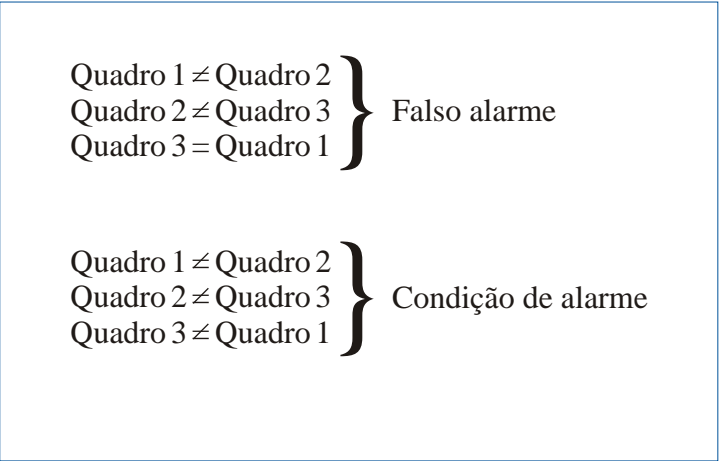 Quadro 1 ≠ Quadro 2
Quadro 2 ≠ Quadro 3
Quadro 3 = Quadro 1
Falso alarme
Quadro 1 ≠ Quadro 2
Quadro 2 ≠ Quadro 3
Quadro 3 ≠ Quadro 1
Condição de alarme